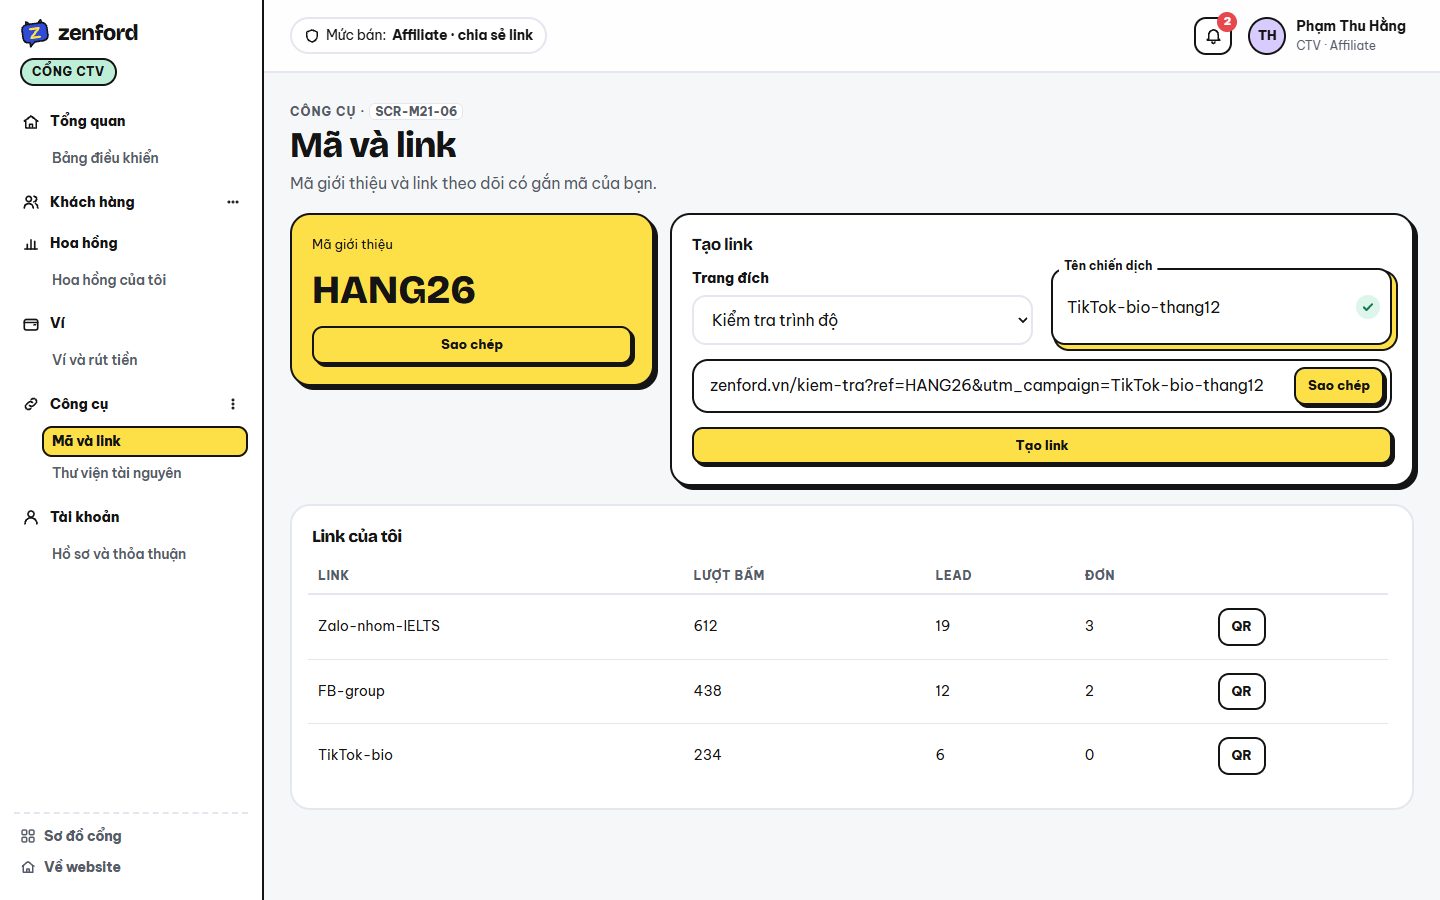 zenford
CỔNG CTV
Tổng quan
Bảng điều khiển
Khách hàng
Hoa hồng
Hoa hồng của tôi
Ví
Ví và rút tiền
Công cụ
Mã và link
Thư viện tài nguyên
Tài khoản
Hồ sơ và thỏa thuận
Sơ đồ cổng
Về website
Mức bán: Affiliate · chia sẻ link
2
TH
Phạm Thu Hằng
CTV · Affiliate
CÔNG CỤ · SCR-M21-06
Mã và link
Mã giới thiệu và link theo dõi có gắn mã của bạn.
Mã giới thiệu
HANG26
Sao chép
Tạo link
Trang đích
Kiểm tra trình độ
Tên chiến dịch
TikTok-bio-thang12
zenford.vn/kiem-tra?ref=HANG26&utm_campaign=TikTok-bio-thang12
Sao chép
Tạo link
Link của tôi
LINK LƯỢT BẤM LEAD ĐƠN
Zalo-nhom-IELTS 612 19 3 QR
FB-group 438 12 2 QR
TikTok-bio 234 6 0 QR